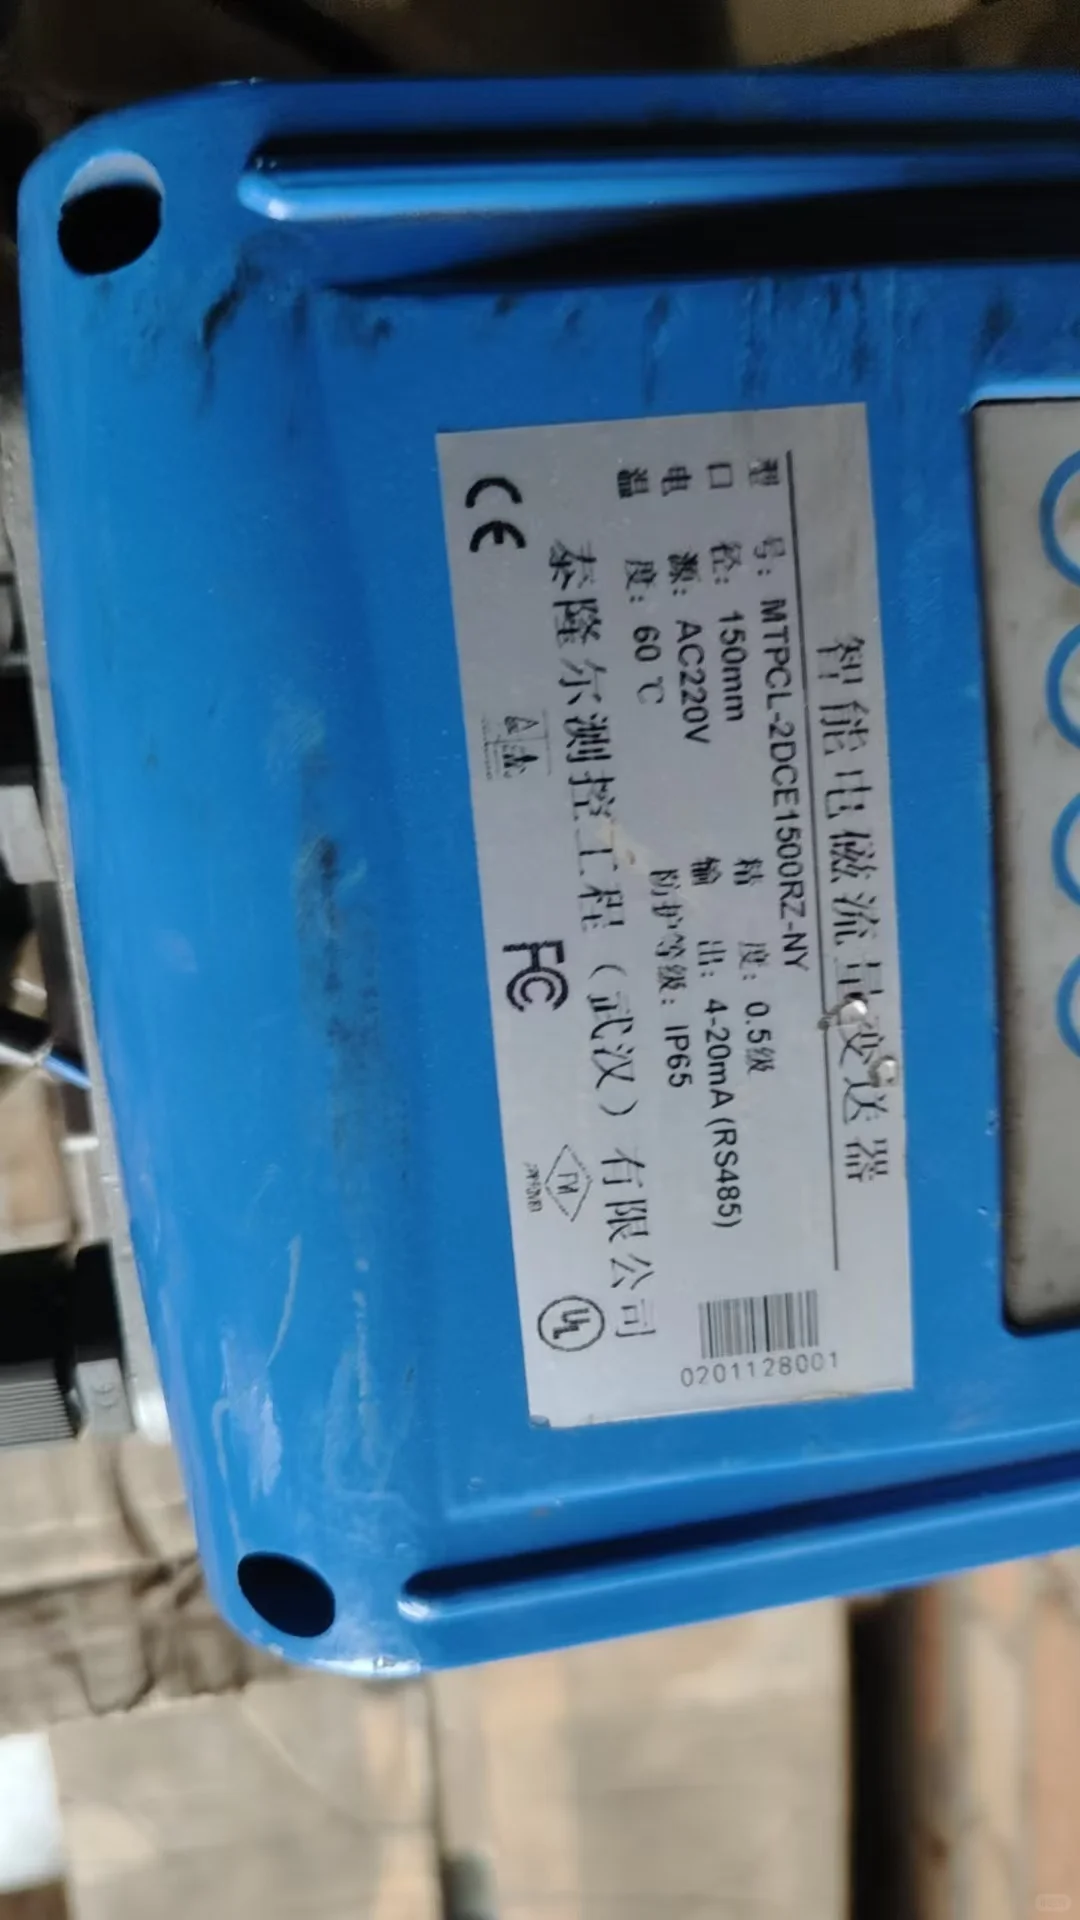 智能电磁流量变送器
型 号：MTPCL-2DCE1500RZ-NY
口 径：150mm 精 度：0.5级
电 源：AC220V 输 出：4-20mA (RS485)
温 度：60℃ 防护等级：IP65
泰隆尔测控工程（武汉）有限公司
CE
FC
UL
0201128001